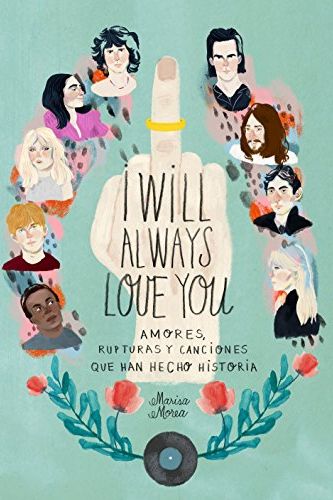 I WILL
ALWAYS
LOVE YOU
AMORES,
RUPTURAS Y CANCIONES
QUE HAN HECHO HISTORIA
Marisa
Morea